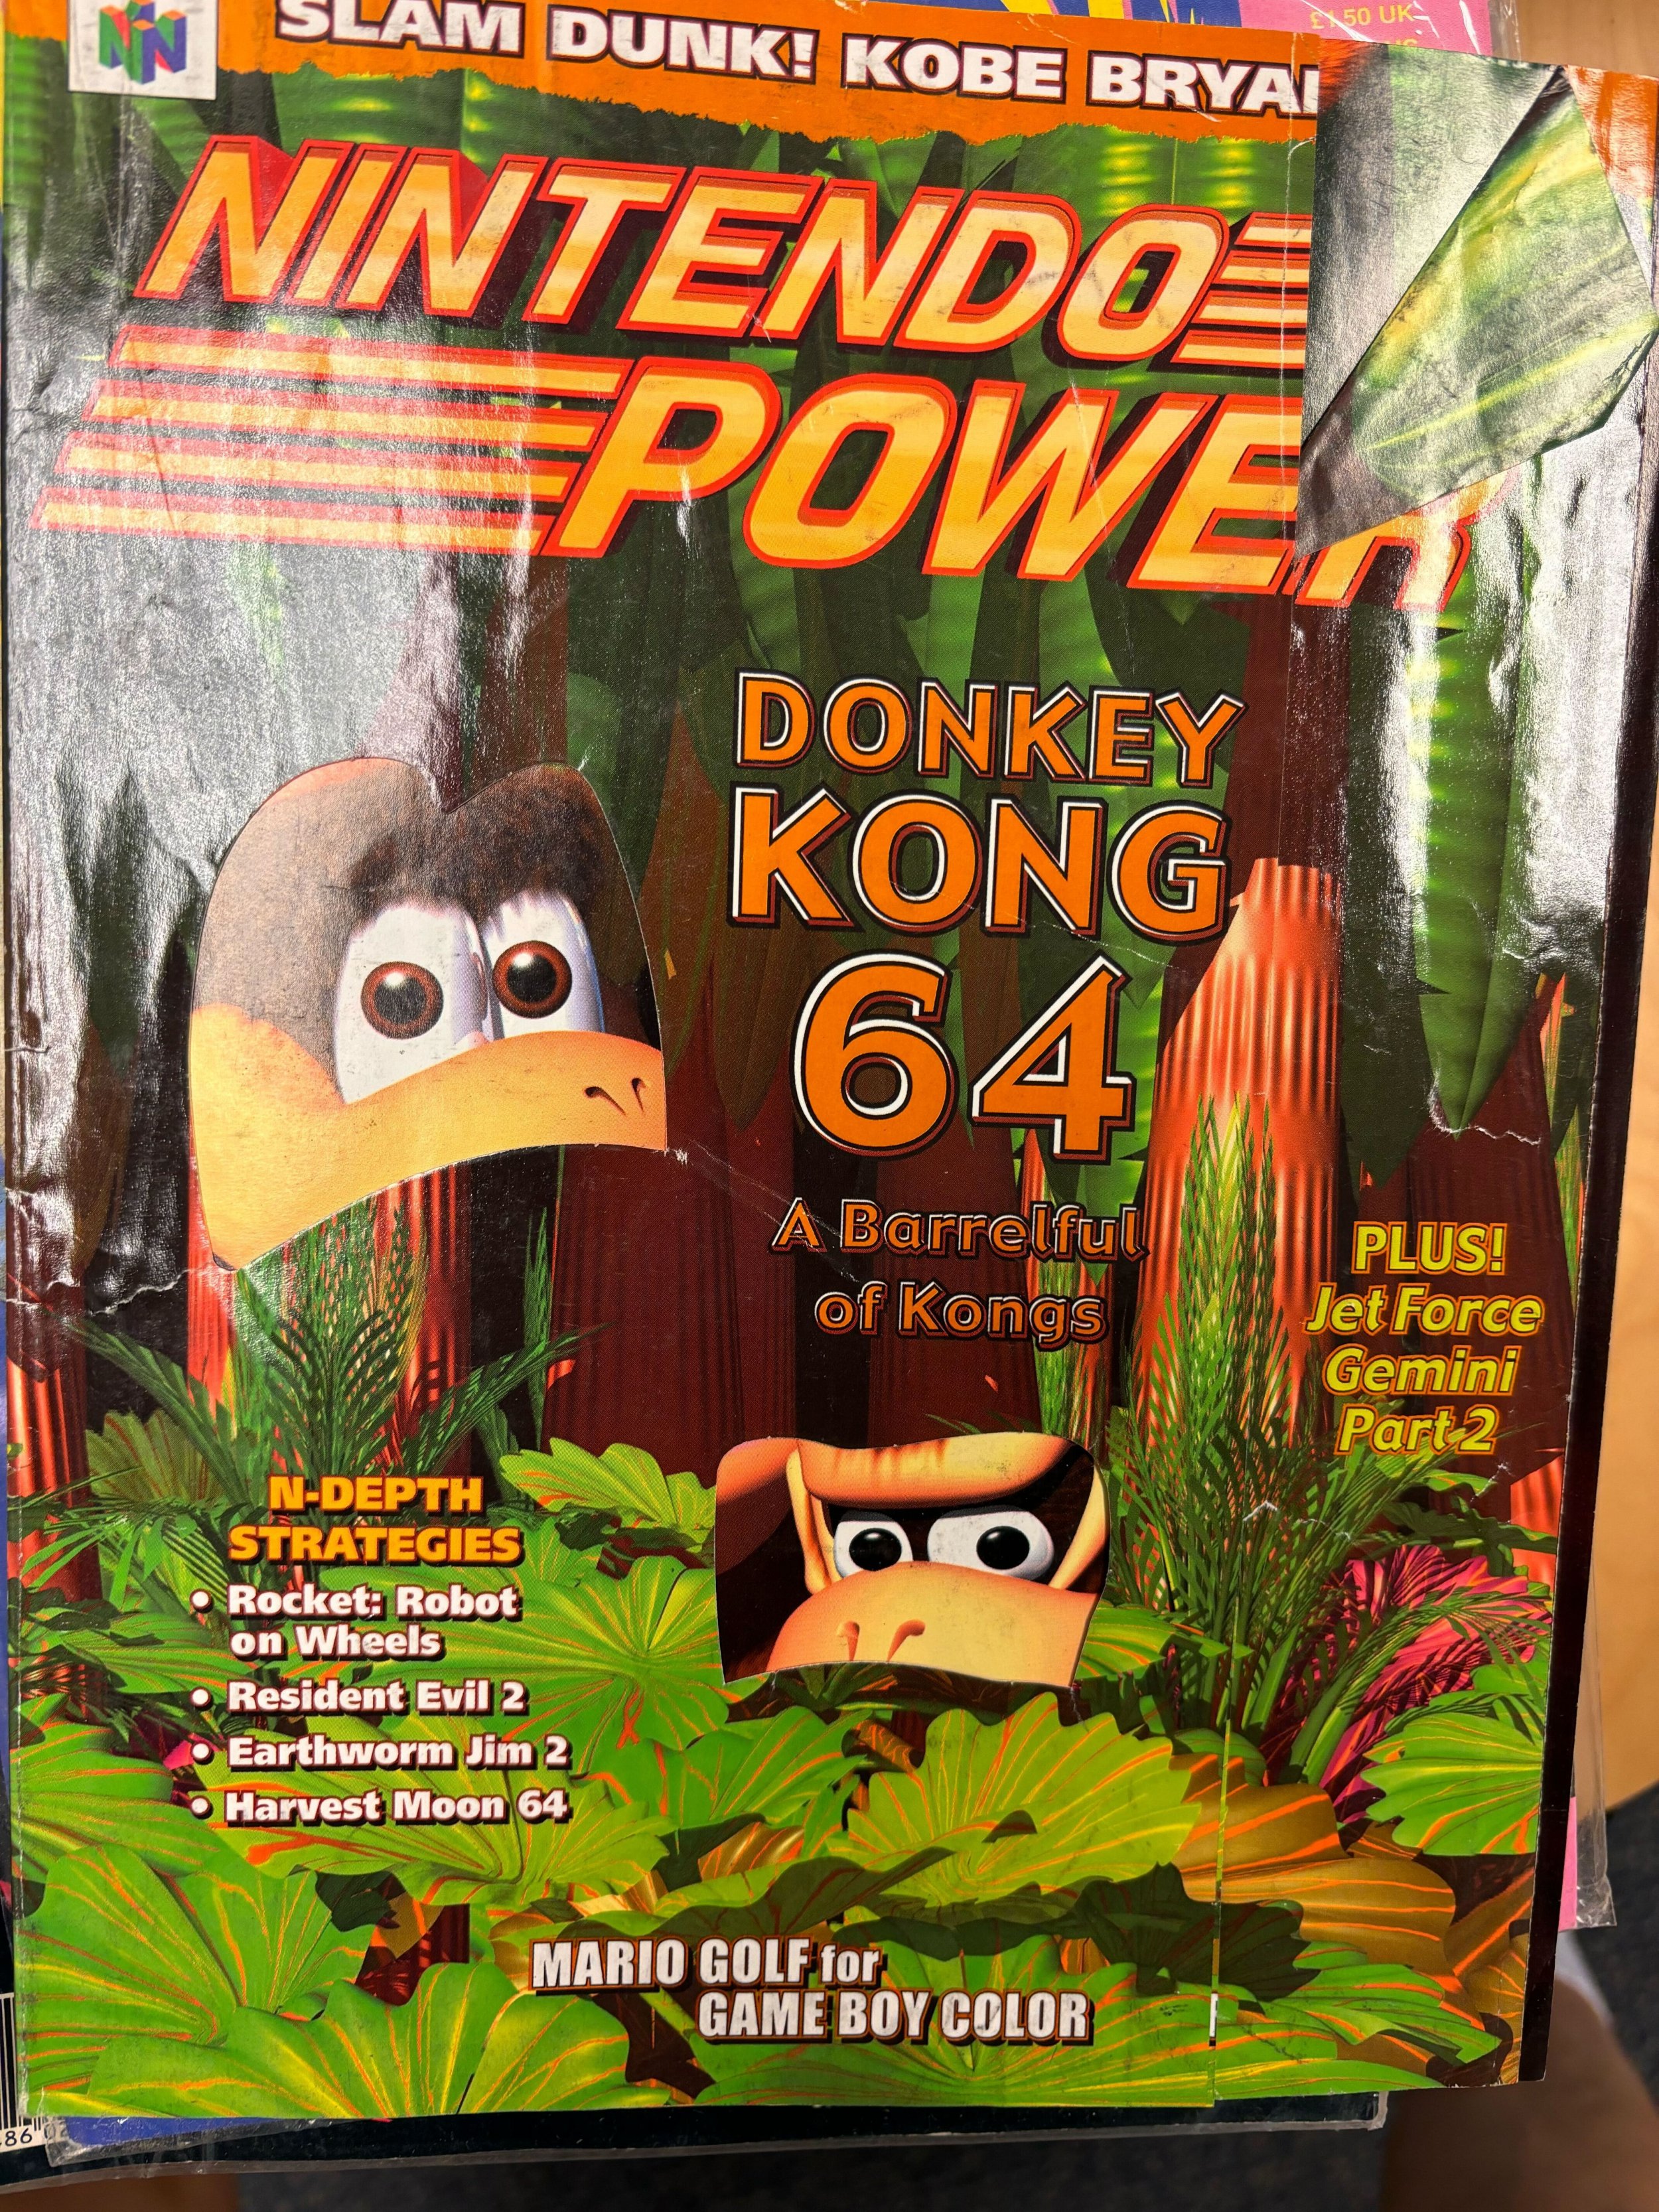 £1.50 UK
SLAM DUNK! KOBE BRYA
NINTENDO
POWER
DONKEY
KONG
64
A Barrelful
of Kongs
PLUS!
Jet Force
Gemini
Part 2
N-DEPTH
STRATEGIES
• Rocket: Robot
on Wheels
• Resident Evil 2
• Earthworm Jim 2
• Harvest Moon 64
MARIO GOLF for
GAME BOY COLOR